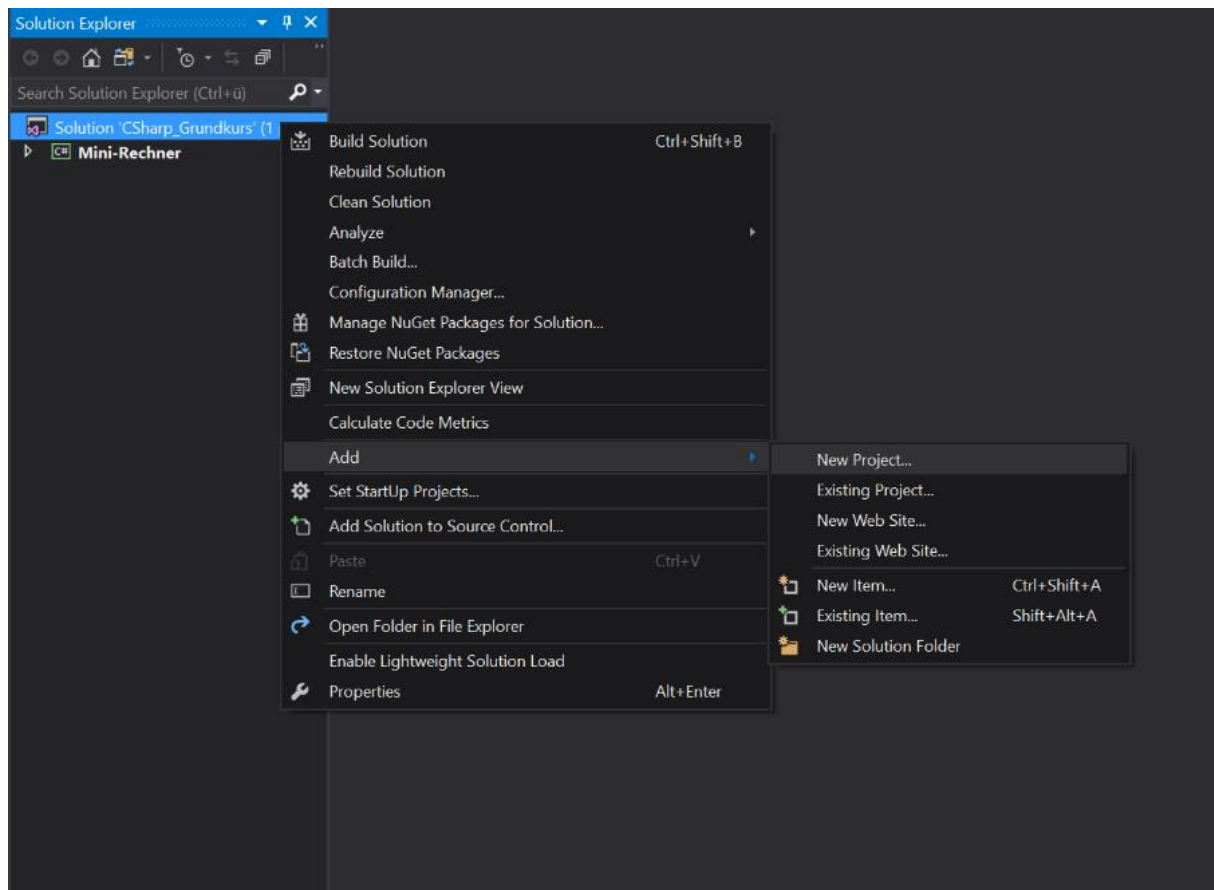 Solution Explorer
Search Solution Explorer (Ctrl+ü)
Solution 'CSharp_Grundkurs' (1
C# Mini-Rechner
Build Solution Ctrl+Shift+B
Rebuild Solution
Clean Solution
Analyze
Batch Build...
Configuration Manager...
Manage NuGet Packages for Solution...
Restore NuGet Packages
New Solution Explorer View
Calculate Code Metrics
Add
Set StartUp Projects...
Add Solution to Source Control...
Paste Ctrl+V
Rename
Open Folder in File Explorer
Enable Lightweight Solution Load
Properties Alt+Enter
New Project...
Existing Project...
New Web Site...
Existing Web Site...
New Item... Ctrl+Shift+A
Existing Item... Shift+Alt+A
New Solution Folder